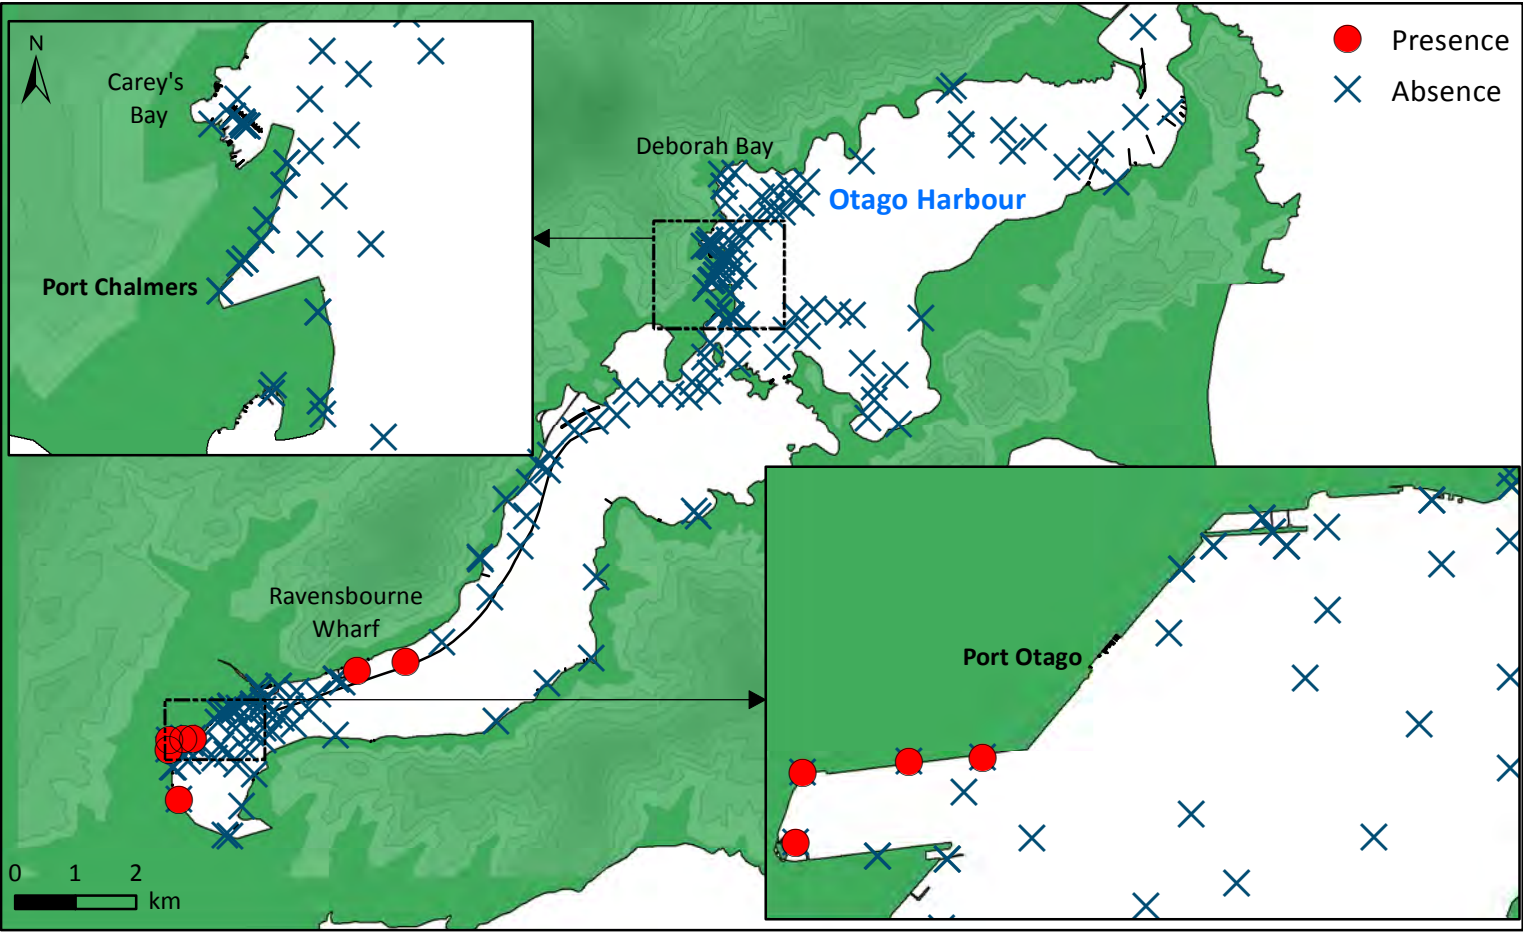 N
Carey's
Bay
Port Chalmers
Deborah Bay
Otago Harbour
Presence
Absence
Ravensbourne
Wharf
Port Otago
0 1 2
km